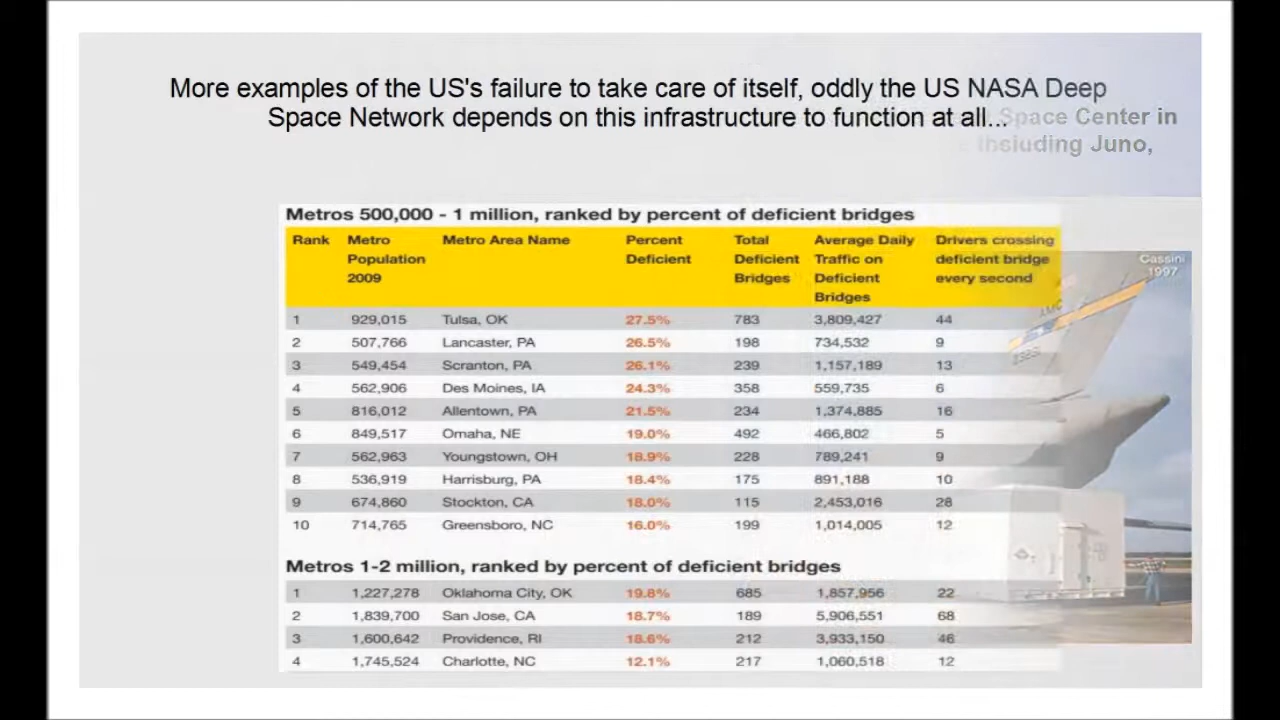 More examples of the US's failure to take care of itself, oddly the US NASA Deep
Space Network depends on this infrastructure to function at all...
Space Center in
Juno,
Metros 500,000 - 1 million, ranked by percent of deficient bridges
Rank Metro Population 2009 Metro Area Name Percent Deficient Total Deficient Bridges Average Daily Traffic on Deficient Bridges Drivers crossing deficient bridge every second
1 929,015 Tulsa, OK 27.5% 783 3,809,427 44
2 507,766 Lancaster, PA 26.5% 198 734,532 9
3 549,454 Scranton, PA 26.1% 239 1,157,189 13
4 562,906 Des Moines, IA 24.3% 358 559,735 6
5 816,012 Allentown, PA 21.5% 234 1,374,885 16
6 849,517 Omaha, NE 19.0% 492 466,802 5
7 562,963 Youngstown, OH 18.9% 228 789,241 9
8 536,919 Harrisburg, PA 18.4% 175 891,188 10
9 674,860 Stockton, CA 18.0% 115 2,453,016 28
10 714,765 Greensboro, NC 16.0% 199 1,014,005 12
Metros 1-2 million, ranked by percent of deficient bridges
1 1,227,278 Oklahoma City, OK 19.8% 685 1,857,956 22
2 1,839,700 San Jose, CA 18.7% 189 5,906,551 68
3 1,600,642 Providence, RI 18.6% 212 3,933,150 46
4 1,745,524 Charlotte, NC 12.1% 217 1,060,518 12
Cassini
1997
AMC